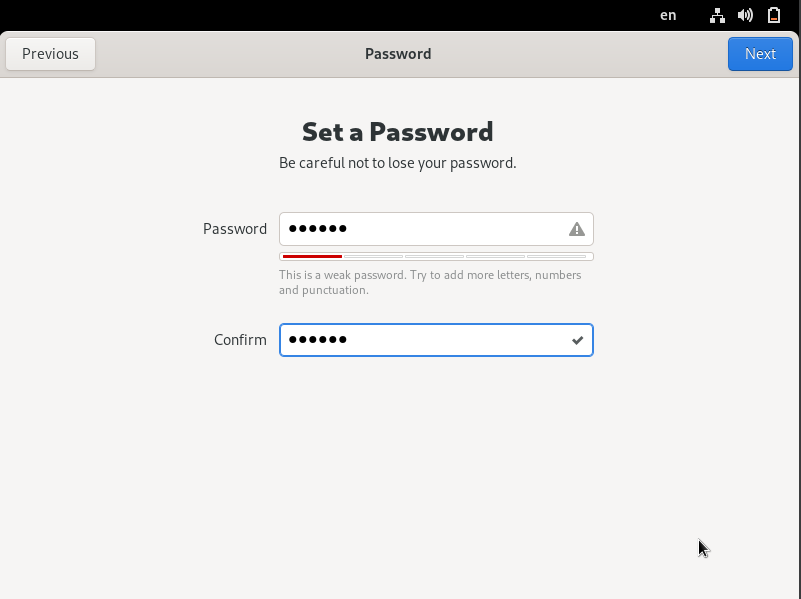 en
Previous
Password
Next
Set a Password
Be careful not to lose your password.
Password
●●●●●●
This is a weak password. Try to add more letters, numbers
and punctuation.
Confirm
●●●●●●